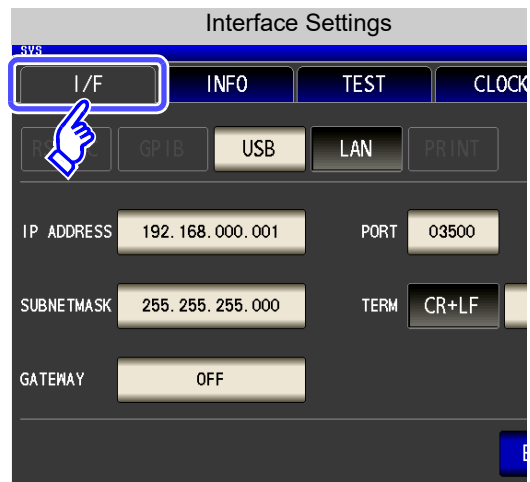 Interface Settings
SYS
I/F INFO TEST CLOCK
GPIB USB LAN PRINT
IP ADDRESS 192.168.000.001 PORT 03500
SUBNETMASK 255.255.255.000 TERM CR+LF
GATEWAY OFF